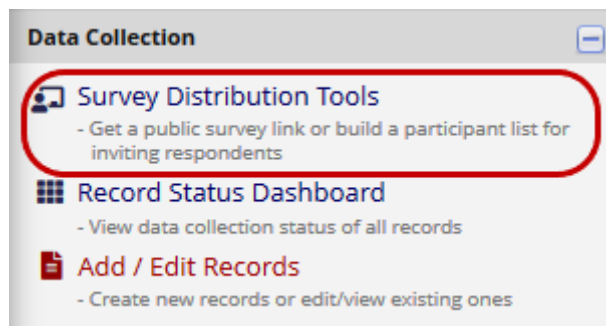 Data Collection
Survey Distribution Tools
- Get a public survey link or build a participant list for
inviting respondents
Record Status Dashboard
- View data collection status of all records
Add / Edit Records
- Create new records or edit/view existing ones